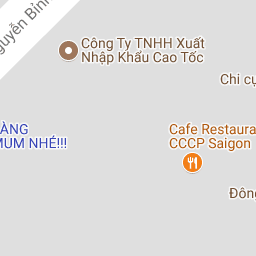 guyễn Bỉnh
Công Ty TNHH Xuất
Nhập Khẩu Cao Tốc
Chi cụ
ÀNG
MUM NHÉ!!!
Cafe Restaura
CCCP Saigon
Đông